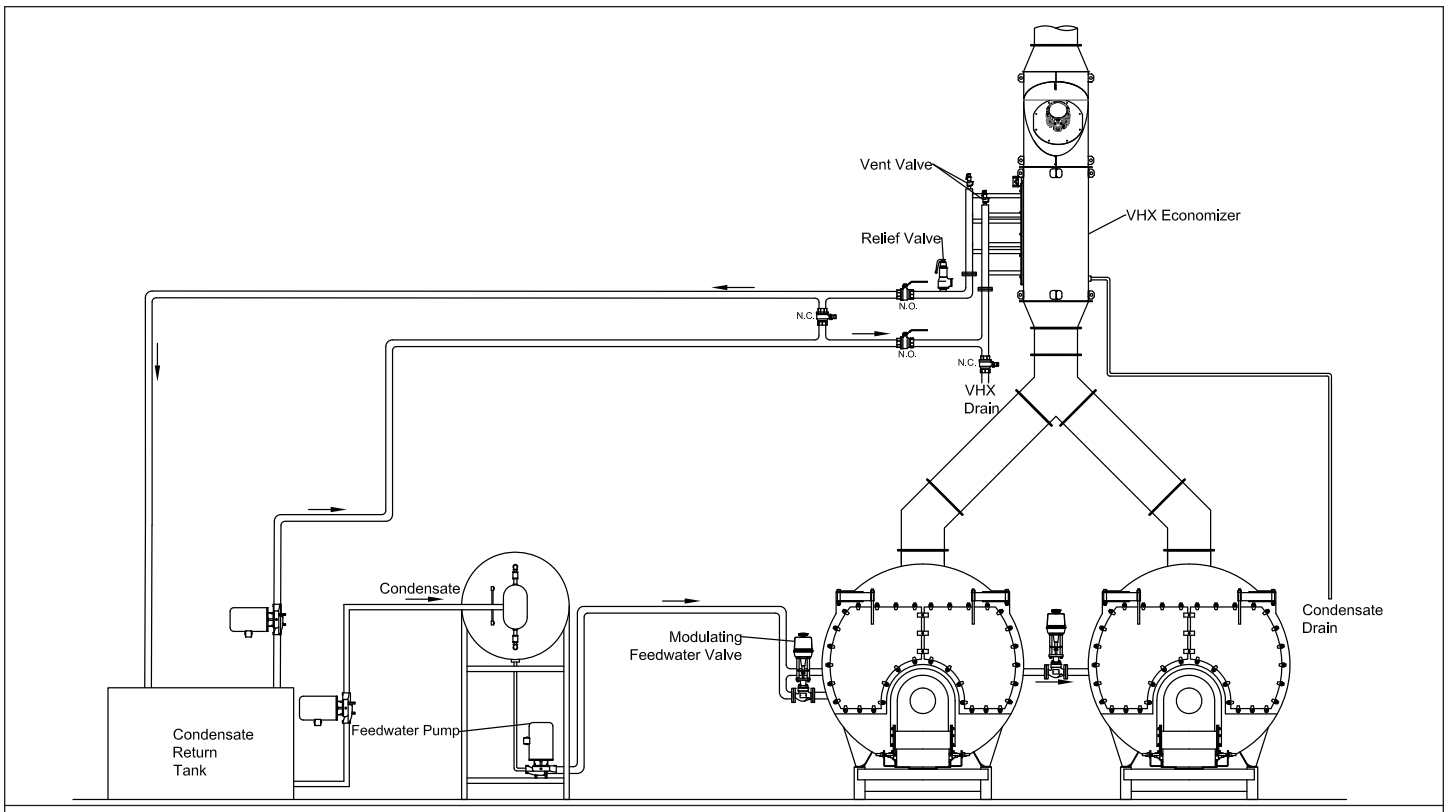 Vent Valve
VHX Economizer
Relief Valve
N.O.
N.C.
N.O.
N.C.
VHX
Drain
Condensate
Condensate
Drain
Modulating
Feedwater Valve
Feedwater Pump
Condensate
Return
Tank